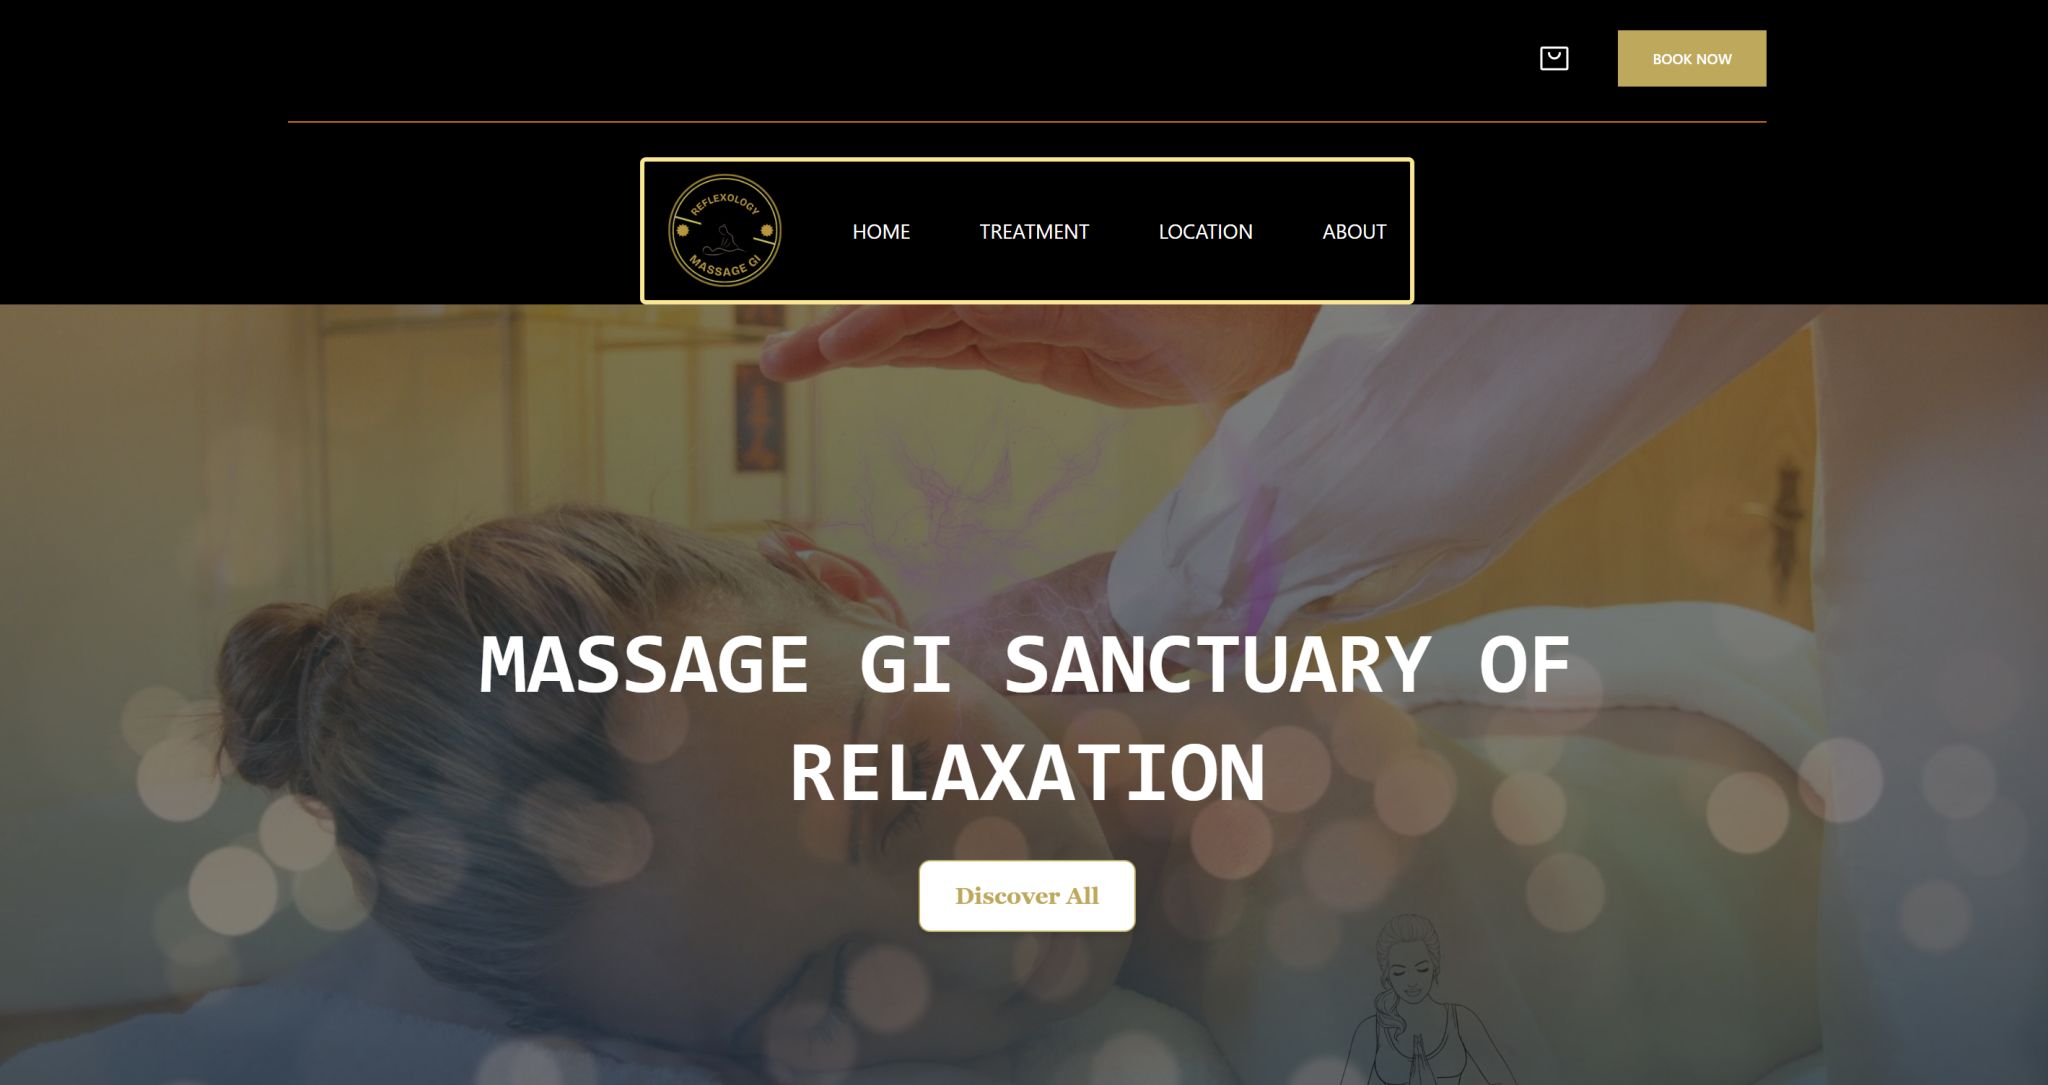 BOOK NOW
REFLEXOLOGY
MASSAGE GI
HOME TREATMENT LOCATION ABOUT
MASSAGE GI SANCTUARY OF
RELAXATION
Discover All